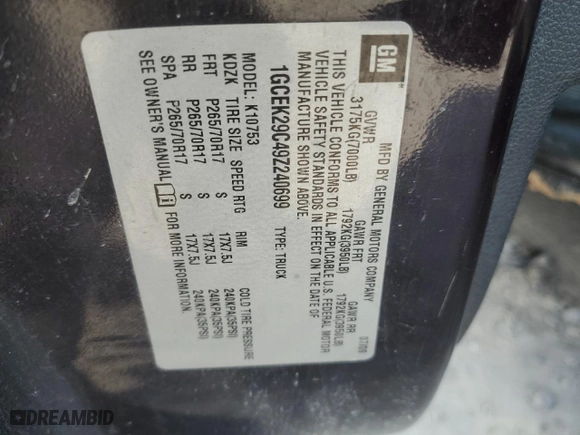 GM
MFD BY GENERAL MOTORS COMPANY 07/09
GVWR GAWR FRT GAWR RR
3175KG(7000LB) 1792KG(3950LB) 1792KG(3950LB)
THIS VEHICLE CONFORMS TO ALL APPLICABLE U.S. FEDERAL MOTOR
VEHICLE SAFETY STANDARDS IN EFFECT ON THE DATE OF
MANUFACTURE SHOWN ABOVE.
1GCEK29C49Z240699 TYPE: TRUCK
MODEL: K10753
KDZK TIRE SIZE SPEED RTG RIM COLD TIRE PRESSURE
FRT P265/70R17 S 17X7.5J 240KPA(35PSI)
RR P265/70R17 S 17X7.5J 240KPA(35PSI)
SPA P265/70R17 S 17X7.5J 240KPA(35PSI)
SEE OWNER'S MANUAL FOR MORE INFORMATION.
DREAMBID